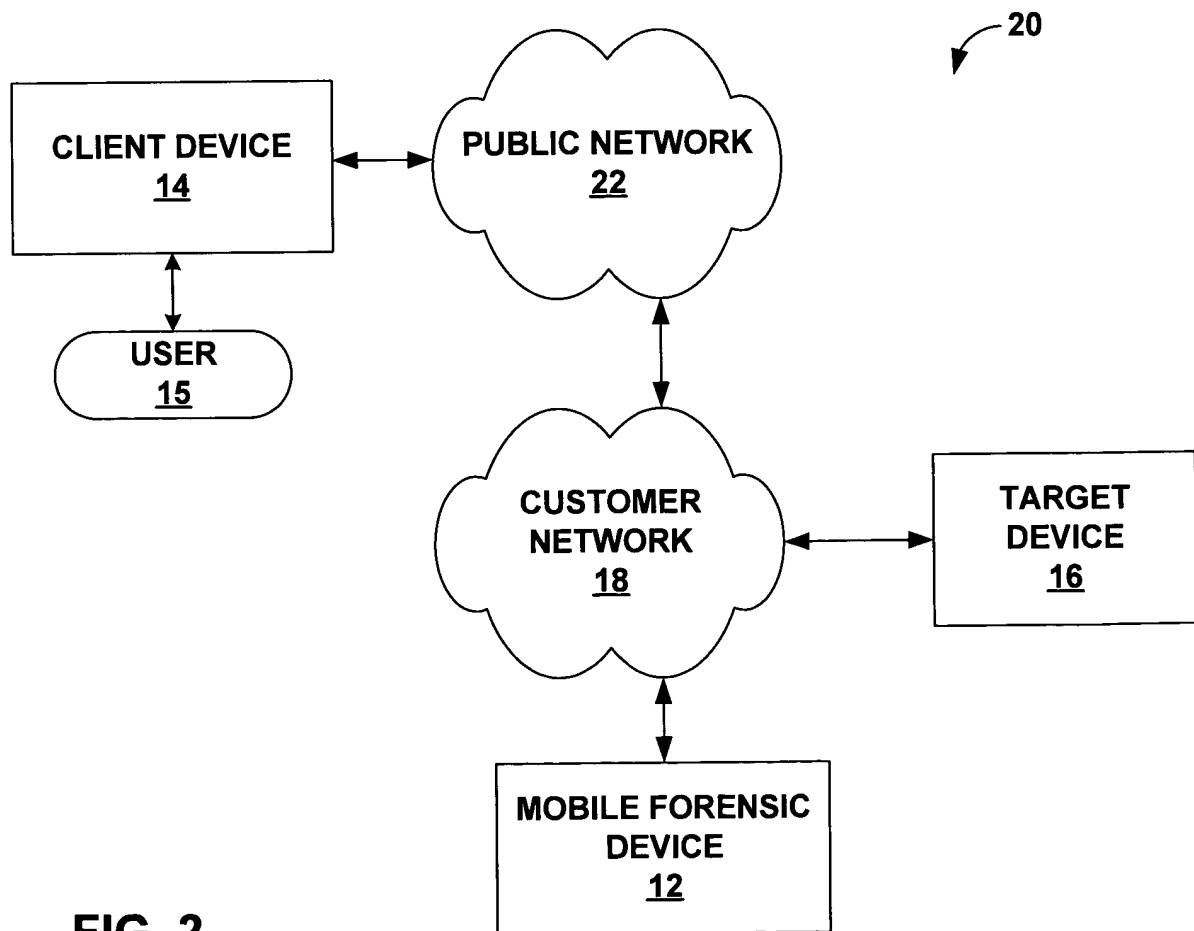 20
CLIENT DEVICE
14
PUBLIC NETWORK
22
USER
15
CUSTOMER
NETWORK
18
TARGET
DEVICE
16
MOBILE FORENSIC
DEVICE
12
FIG. 2